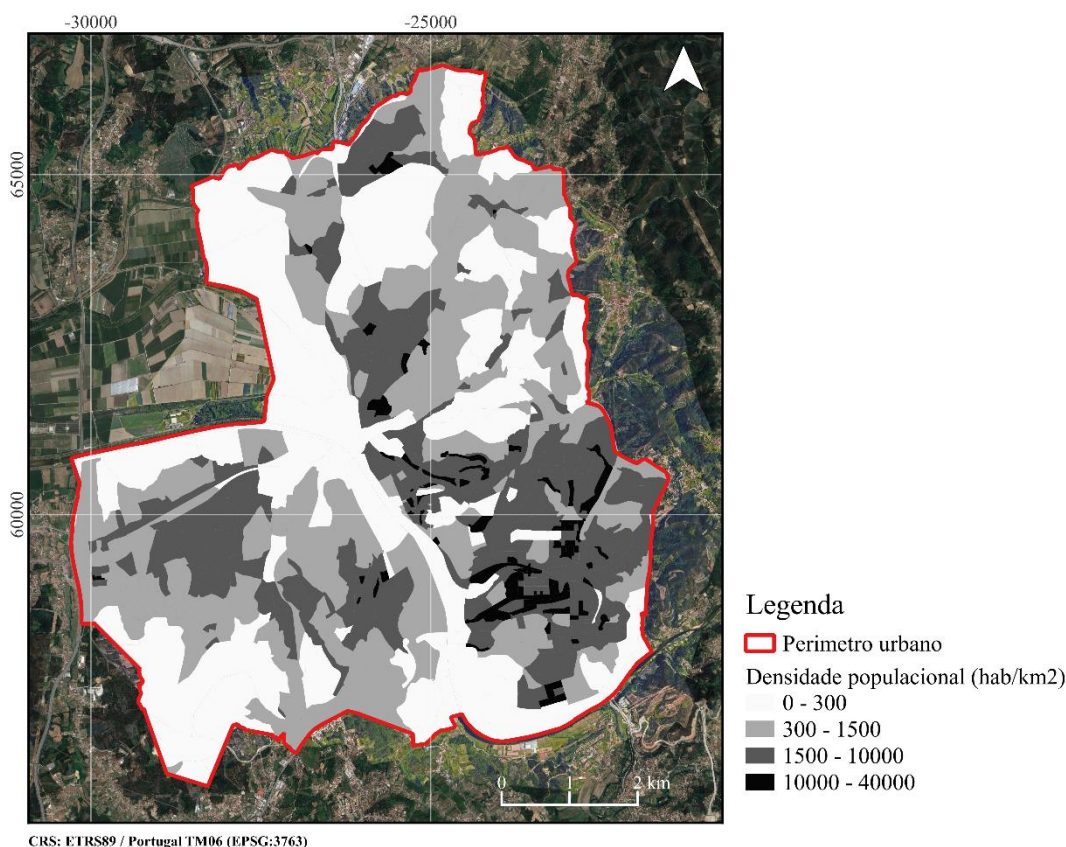 -30000 -25000
65000
60000
0 1 2 km
Legenda
Perimetro urbano
Densidade populacional (hab/km2)
0 - 300
300 - 1500
1500 - 10000
10000 - 40000
CRS: ETRS89 / Portugal TM06 (EPSG:3763)